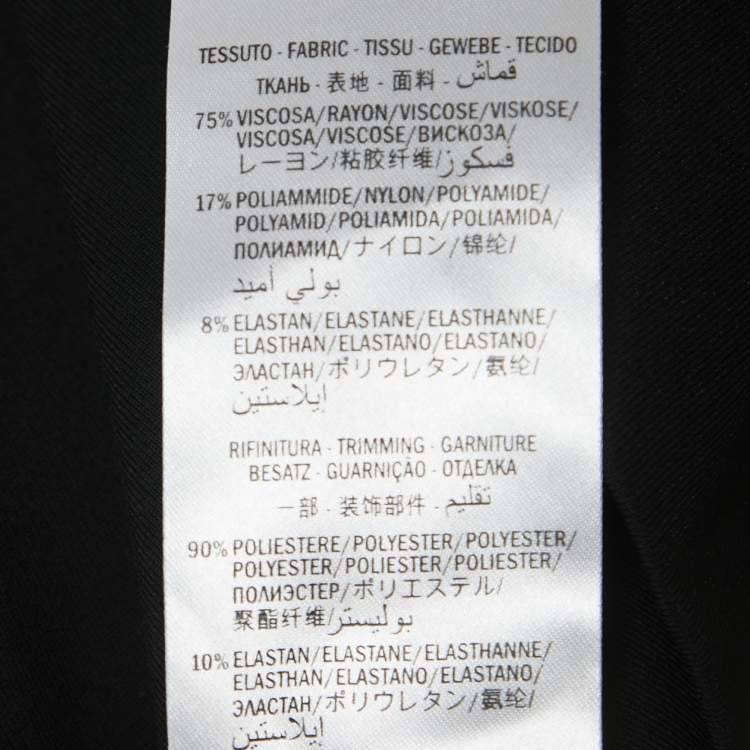 TESSUTO - FABRIC - TISSU - GEWEBE - TECIDO
ТКАНЬ - 表地 - 面料 - قماش
75% VISCOSA/RAYON/VISCOSE/VISKOSE/
VISCOSA/VISCOSE/ВИСКОЗА/
レーヨン/粘胶纤维/فسكوز
17% POLIAMMIDE/NYLON/POLYAMIDE/
POLYAMID/POLIAMIDA/POLIAMIDA/
ПОЛИАМИД/ナイロン/锦纶/
بولي أميد
8% ELASTAN/ELASTANE/ELASTHANNE/
ELASTHAN/ELASTANO/ELASTANO/
ЭЛАСТАН/ポリウレタン/氨纶/
إيلاستين
RIFINITURA - TRIMMING - GARNITURE
BESATZ - GUARNIÇÃO - ОТДЕЛКА
一部 - 装饰部件 - تقليم
90% POLIESTERE/POLYESTER/POLYESTER/
POLYESTER/POLIESTER/POLIESTER/
ПОЛИЭСТЕР/ポリエステル/
聚酯纤维/بوليستر
10% ELASTAN/ELASTANE/ELASTHANNE/
ELASTHAN/ELASTANO/ELASTANO/
ЭЛАСТАН/ポリウレタン/氨纶/
إيلاستين